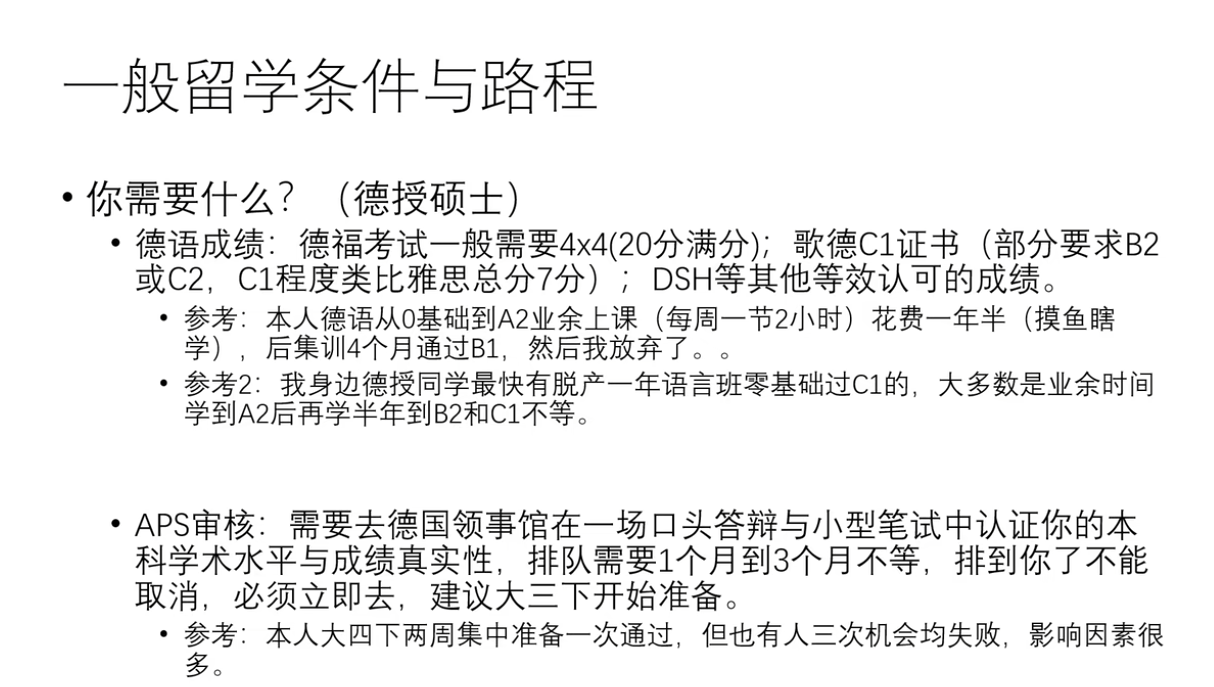 一般留学条件与路程
• 你需要什么？（德授硕士）
• 德语成绩：德福考试一般需要4x4(20分满分)；歌德C1证书（部分要求B2
或C2，C1程度类比雅思总分7分）；DSH等其他等效认可的成绩。
• 参考：本人德语从0基础到A2业余上课（每周一节2小时）花费一年半（摸鱼瞎
学），后集训4个月通过B1，然后我放弃了。。
• 参考2：我身边德授同学最快有脱产一年语言班零基础过C1的，大多数是业余时间
学到A2后再学半年到B2和C1不等。
• APS审核：需要去德国领事馆在一场口头答辩与小型笔试中认证你的本
科学术水平与成绩真实性，排队需要1个月到3个月不等，排到你了不能
取消，必须立即去，建议大三下开始准备。
• 参考：本人大四下两周集中准备一次通过，但也有人三次机会均失败，影响因素很
多。